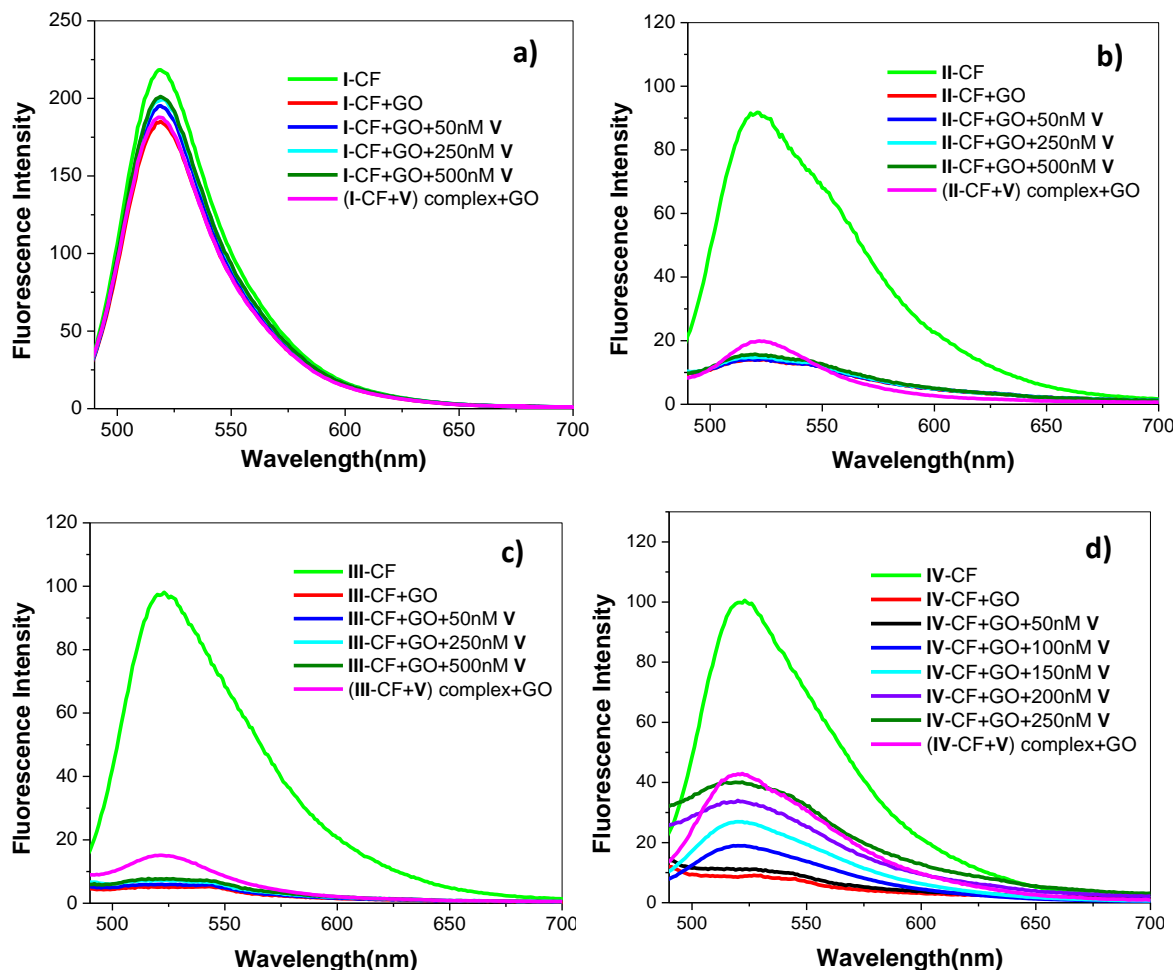 a)
Fluorescence Intensity
250
200
150
100
50
0
I-CF
I-CF+GO
I-CF+GO+50nM V
I-CF+GO+250nM V
I-CF+GO+500nM V
(I-CF+V) complex+GO
500 550 600 650 700
Wavelength(nm)
b)
Fluorescence Intensity
120
100
80
60
40
20
0
II-CF
II-CF+GO
II-CF+GO+50nM V
II-CF+GO+250nM V
II-CF+GO+500nM V
(II-CF+V) complex+GO
500 550 600 650 700
Wavelength(nm)
c)
Fluorescence Intensity
120
100
80
60
40
20
0
III-CF
III-CF+GO
III-CF+GO+50nM V
III-CF+GO+250nM V
III-CF+GO+500nM V
(III-CF+V) complex+GO
500 550 600 650 700
Wavelength(nm)
d)
Fluorescence Intensity
120
100
80
60
40
20
0
IV-CF
IV-CF+GO
IV-CF+GO+50nM V
IV-CF+GO+100nM V
IV-CF+GO+150nM V
IV-CF+GO+200nM V
IV-CF+GO+250nM V
(IV-CF+V) complex+GO
500 550 600 650 700
Wavelength(nm)